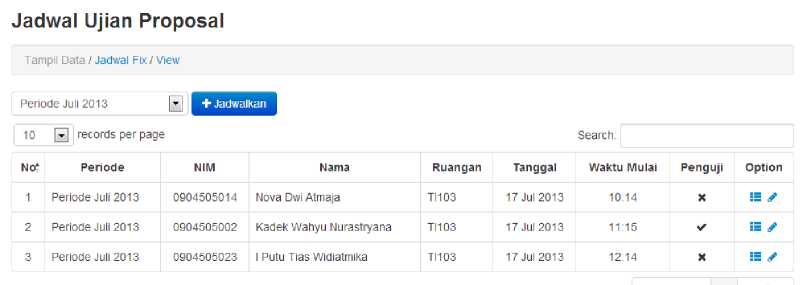 Jadwal Ujian Proposal
Tampil Data / Jadwal Fix / View
Periode Juli 2013 + Jadwalkan
10 records per page Search:
No Periode NIM Nama Ruangan Tanggal Waktu Mulai Penguji Option
1 Periode Juli 2013 0904505014 Nova Dwi Atmaja TI103 17 Jul 2013 10.14
2 Periode Juli 2013 0904505002 Kadek Wahyu Nurastryana TI103 17 Jul 2013 11:15
3 Periode Juli 2013 0904505023 I Putu Tias Widiatmika TI103 17 Jul 2013 12.14